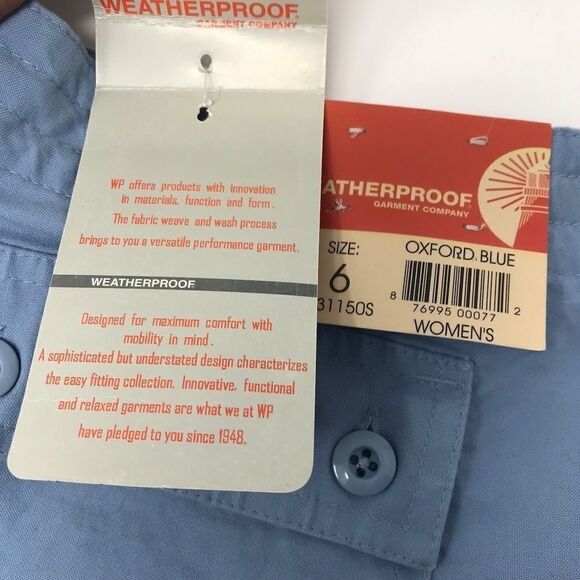 WEATHERPROOF
GARMENT COMPANY
WP offers products with innovation
in materials, function and form.
The fabric weave and wash process
brings to you a versatile performance garment.
WEATHERPROOF
Designed for maximum comfort with
mobility in mind.
A sophisticated but understated design characterizes
the easy fitting collection. Innovative, functional
and relaxed garments are what we at WP
have pledged to you since 1948.
ATHERPROOF
GARMENT COMPANY
SIZE:
6
31150S
OXFORD.BLUE
8 76995 00077 2
WOMEN'S